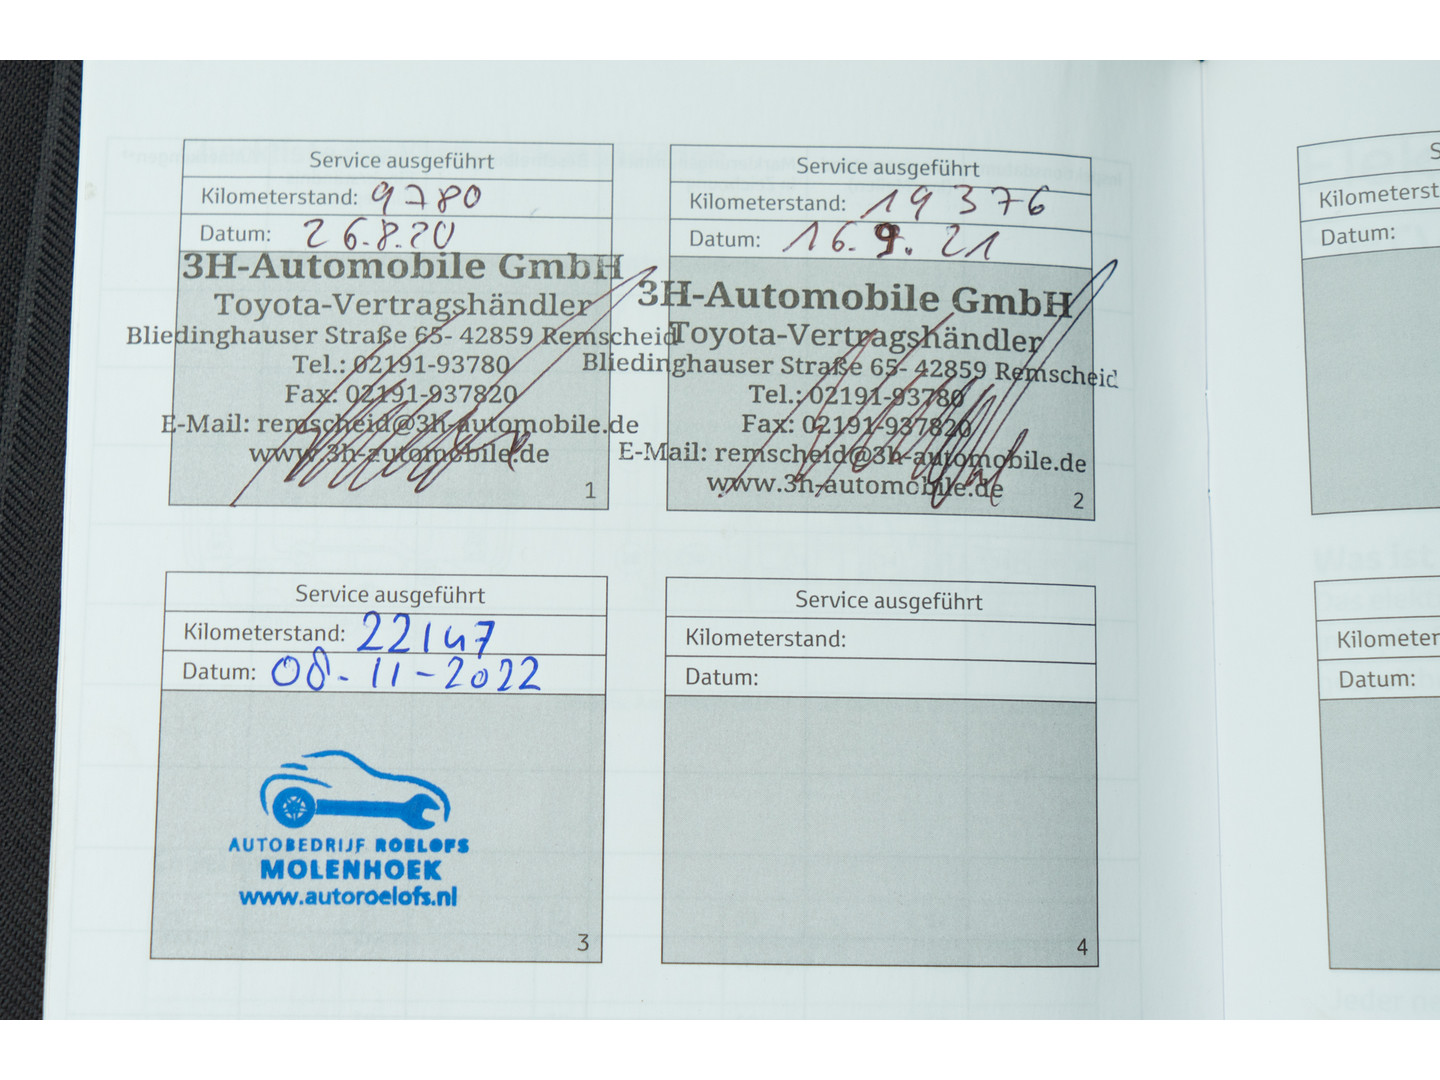 Service ausgeführt
Kilometerstand: 9780
Datum: 26.8.20
3H-Automobile GmbH
Toyota-Vertragshändler
Bliedinghauser Straße 65- 42859 Remscheid
Tel.: 02191-93780
Fax: 02191-937820
E-Mail: remscheid@3h-automobile.de
www.3h-automobile.de
1
Service ausgeführt
Kilometerstand: 19376
Datum: 16.9.21
3H-Automobile GmbH
Toyota-Vertragshändler
Bliedinghauser Straße 65- 42859 Remscheid
Tel.: 02191-93780
Fax: 02191-937820
E-Mail: remscheid@3h-automobile.de
www.3h-automobile.de
2
Service ausgeführt
Kilometerstand: 22147
Datum: 08-11-2022
AUTOBEDRIJF ROELOFS
MOLENHOEK
www.autoroelofs.nl
3
Service ausgeführt
Kilometerstand:
Datum:
4
S
Kilometerst
Datum:
Kilometer
Datum: